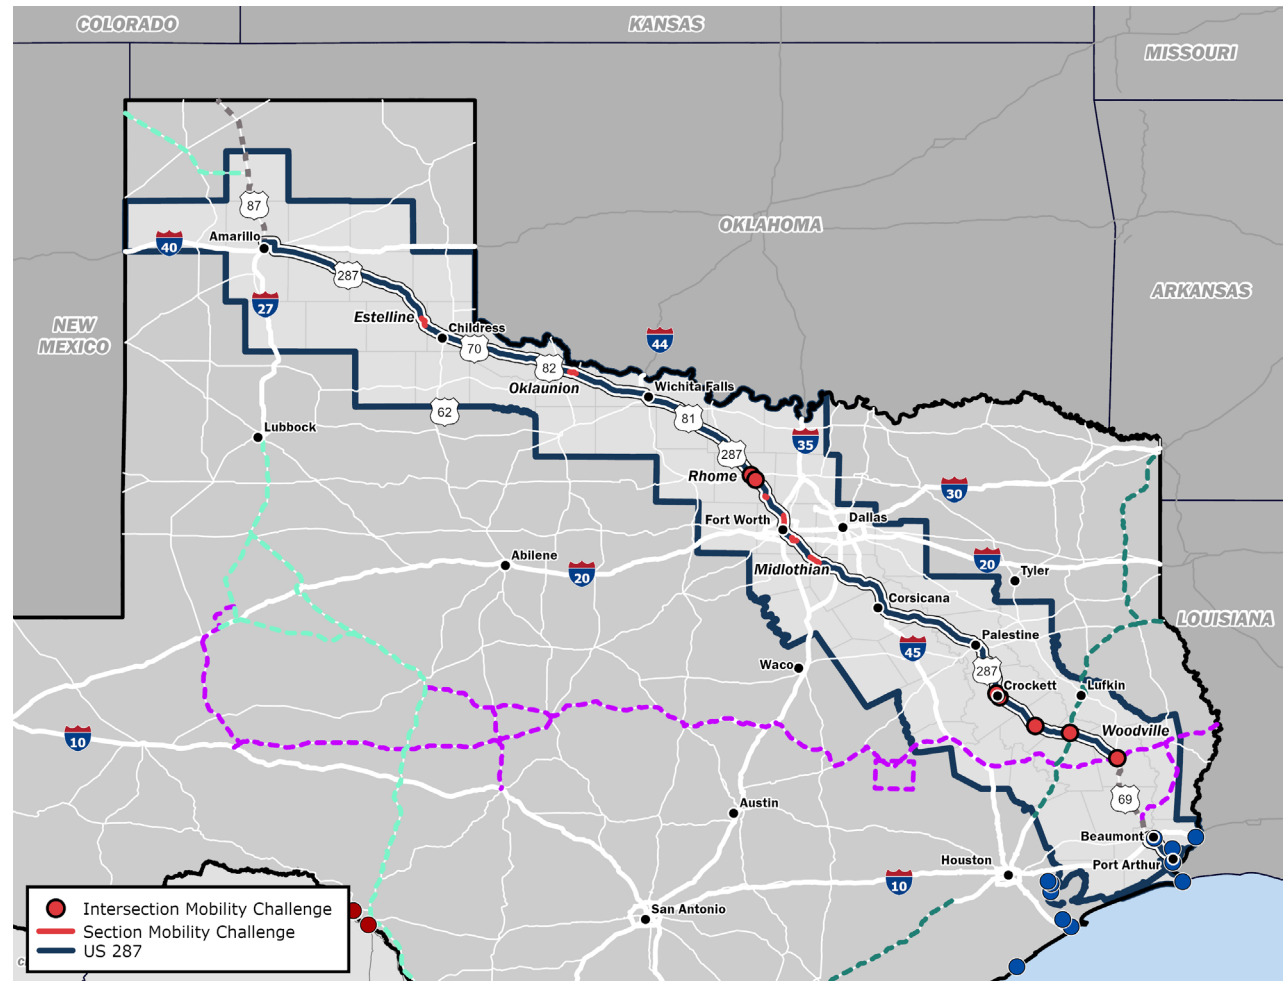 COLORADO
KANSAS
MISSOURI
87
OKLAHOMA
Amarillo
40
287
ARKANSAS
27
Estelline
NEW
MEXICO
Childress
44
70
82
Oklaunion
Wichita Falls
62
81
Lubbock
35
287
Rhome
30
Fort Worth
Dallas
Abilene
20
Midlothian
20
Tyler
Corsicana
LOUISIANA
Palestine
45
Waco
287
Crockett
Lufkin
10
Woodville
69
Austin
Beaumont
Houston
Port Arthur
10
San Antonio
Intersection Mobility Challenge
Section Mobility Challenge
US 287